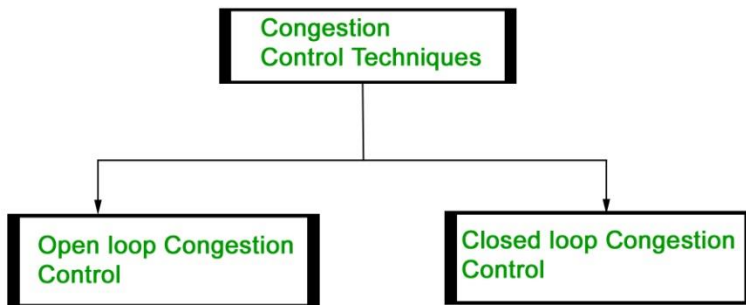 Congestion
Control Techniques
Open loop Congestion
Control
Closed loop Congestion
Control